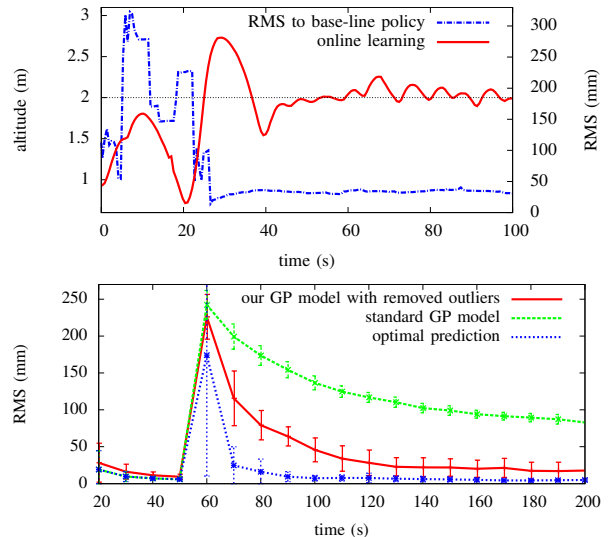 RMS to base-line policy
online learning
altitude (m)
3
2.5
2
1.5
1
RMS (mm)
300
250
200
150
100
50
0
0 20 40 60 80 100
time (s)
our GP model with removed outliers
standard GP model
optimal prediction
RMS (mm)
250
200
150
100
50
0
20 40 60 80 100 120 140 160 180 200
time (s)